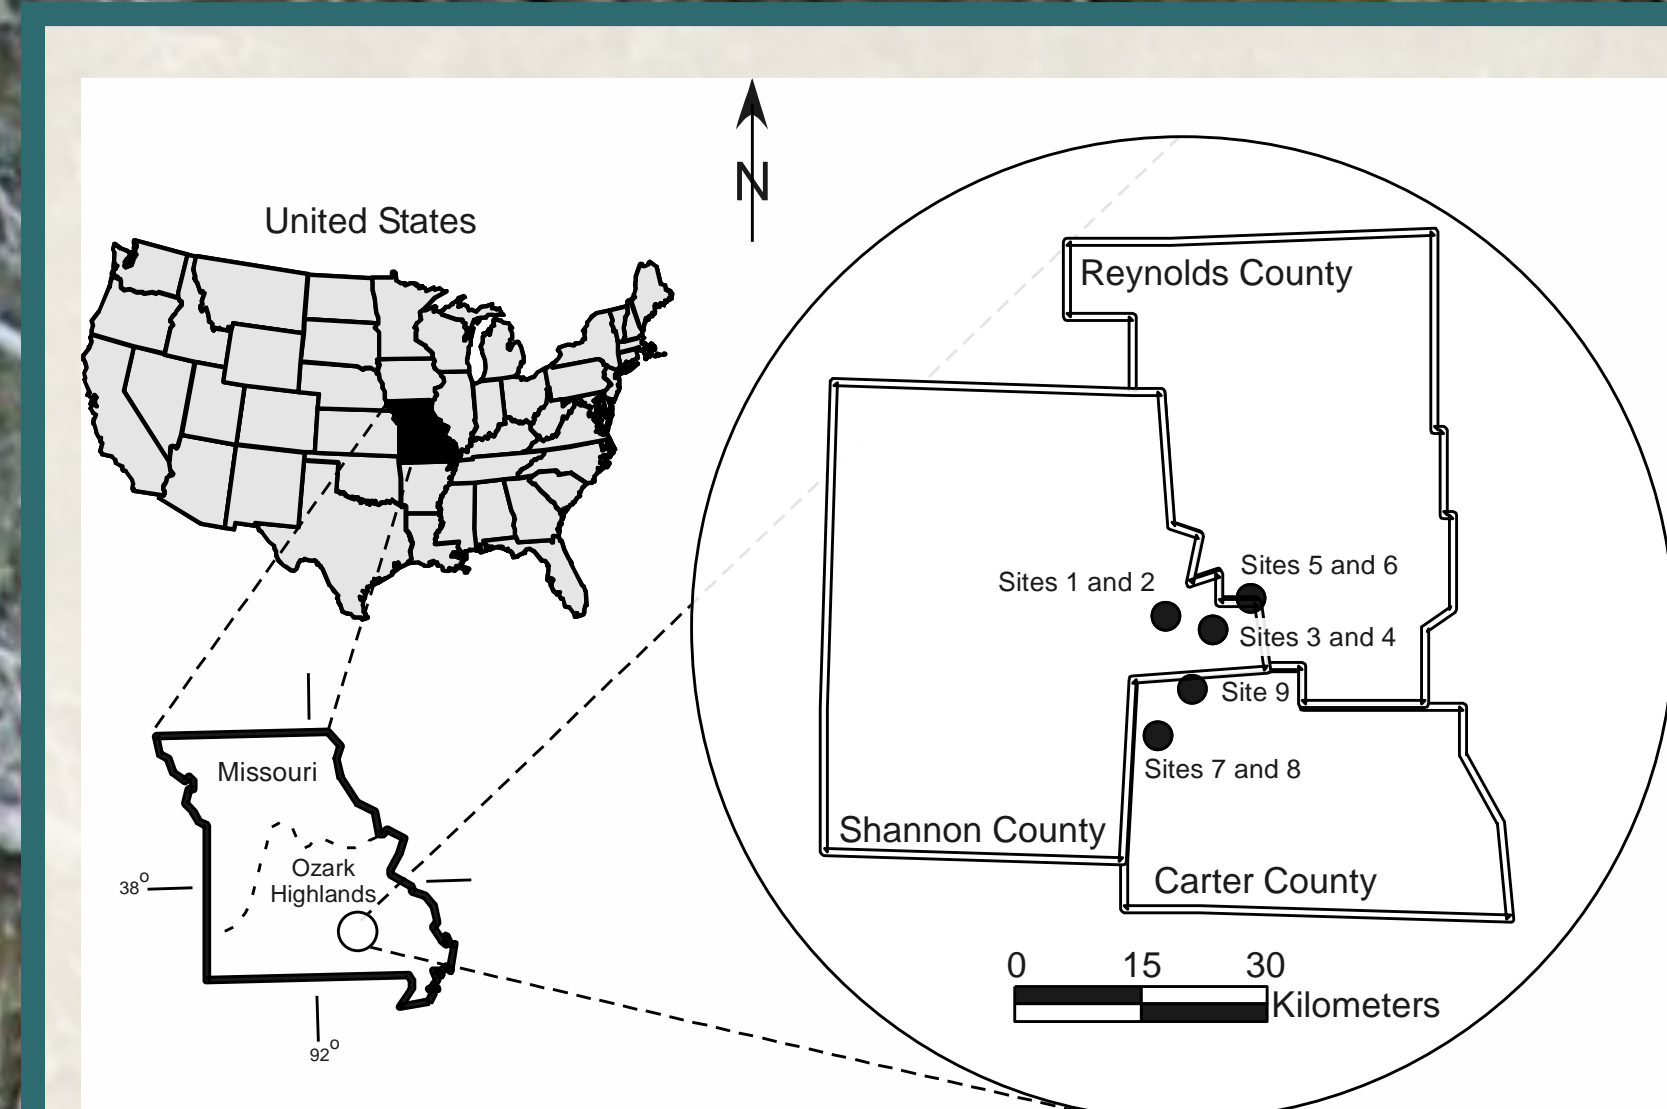 N
United States
Reynolds County
Sites 5 and 6
Sites 1 and 2
Sites 3 and 4
Site 9
Sites 7 and 8
Shannon County
Carter County
0 15 30
Kilometers
Missouri
Ozark
Highlands
38°
92°